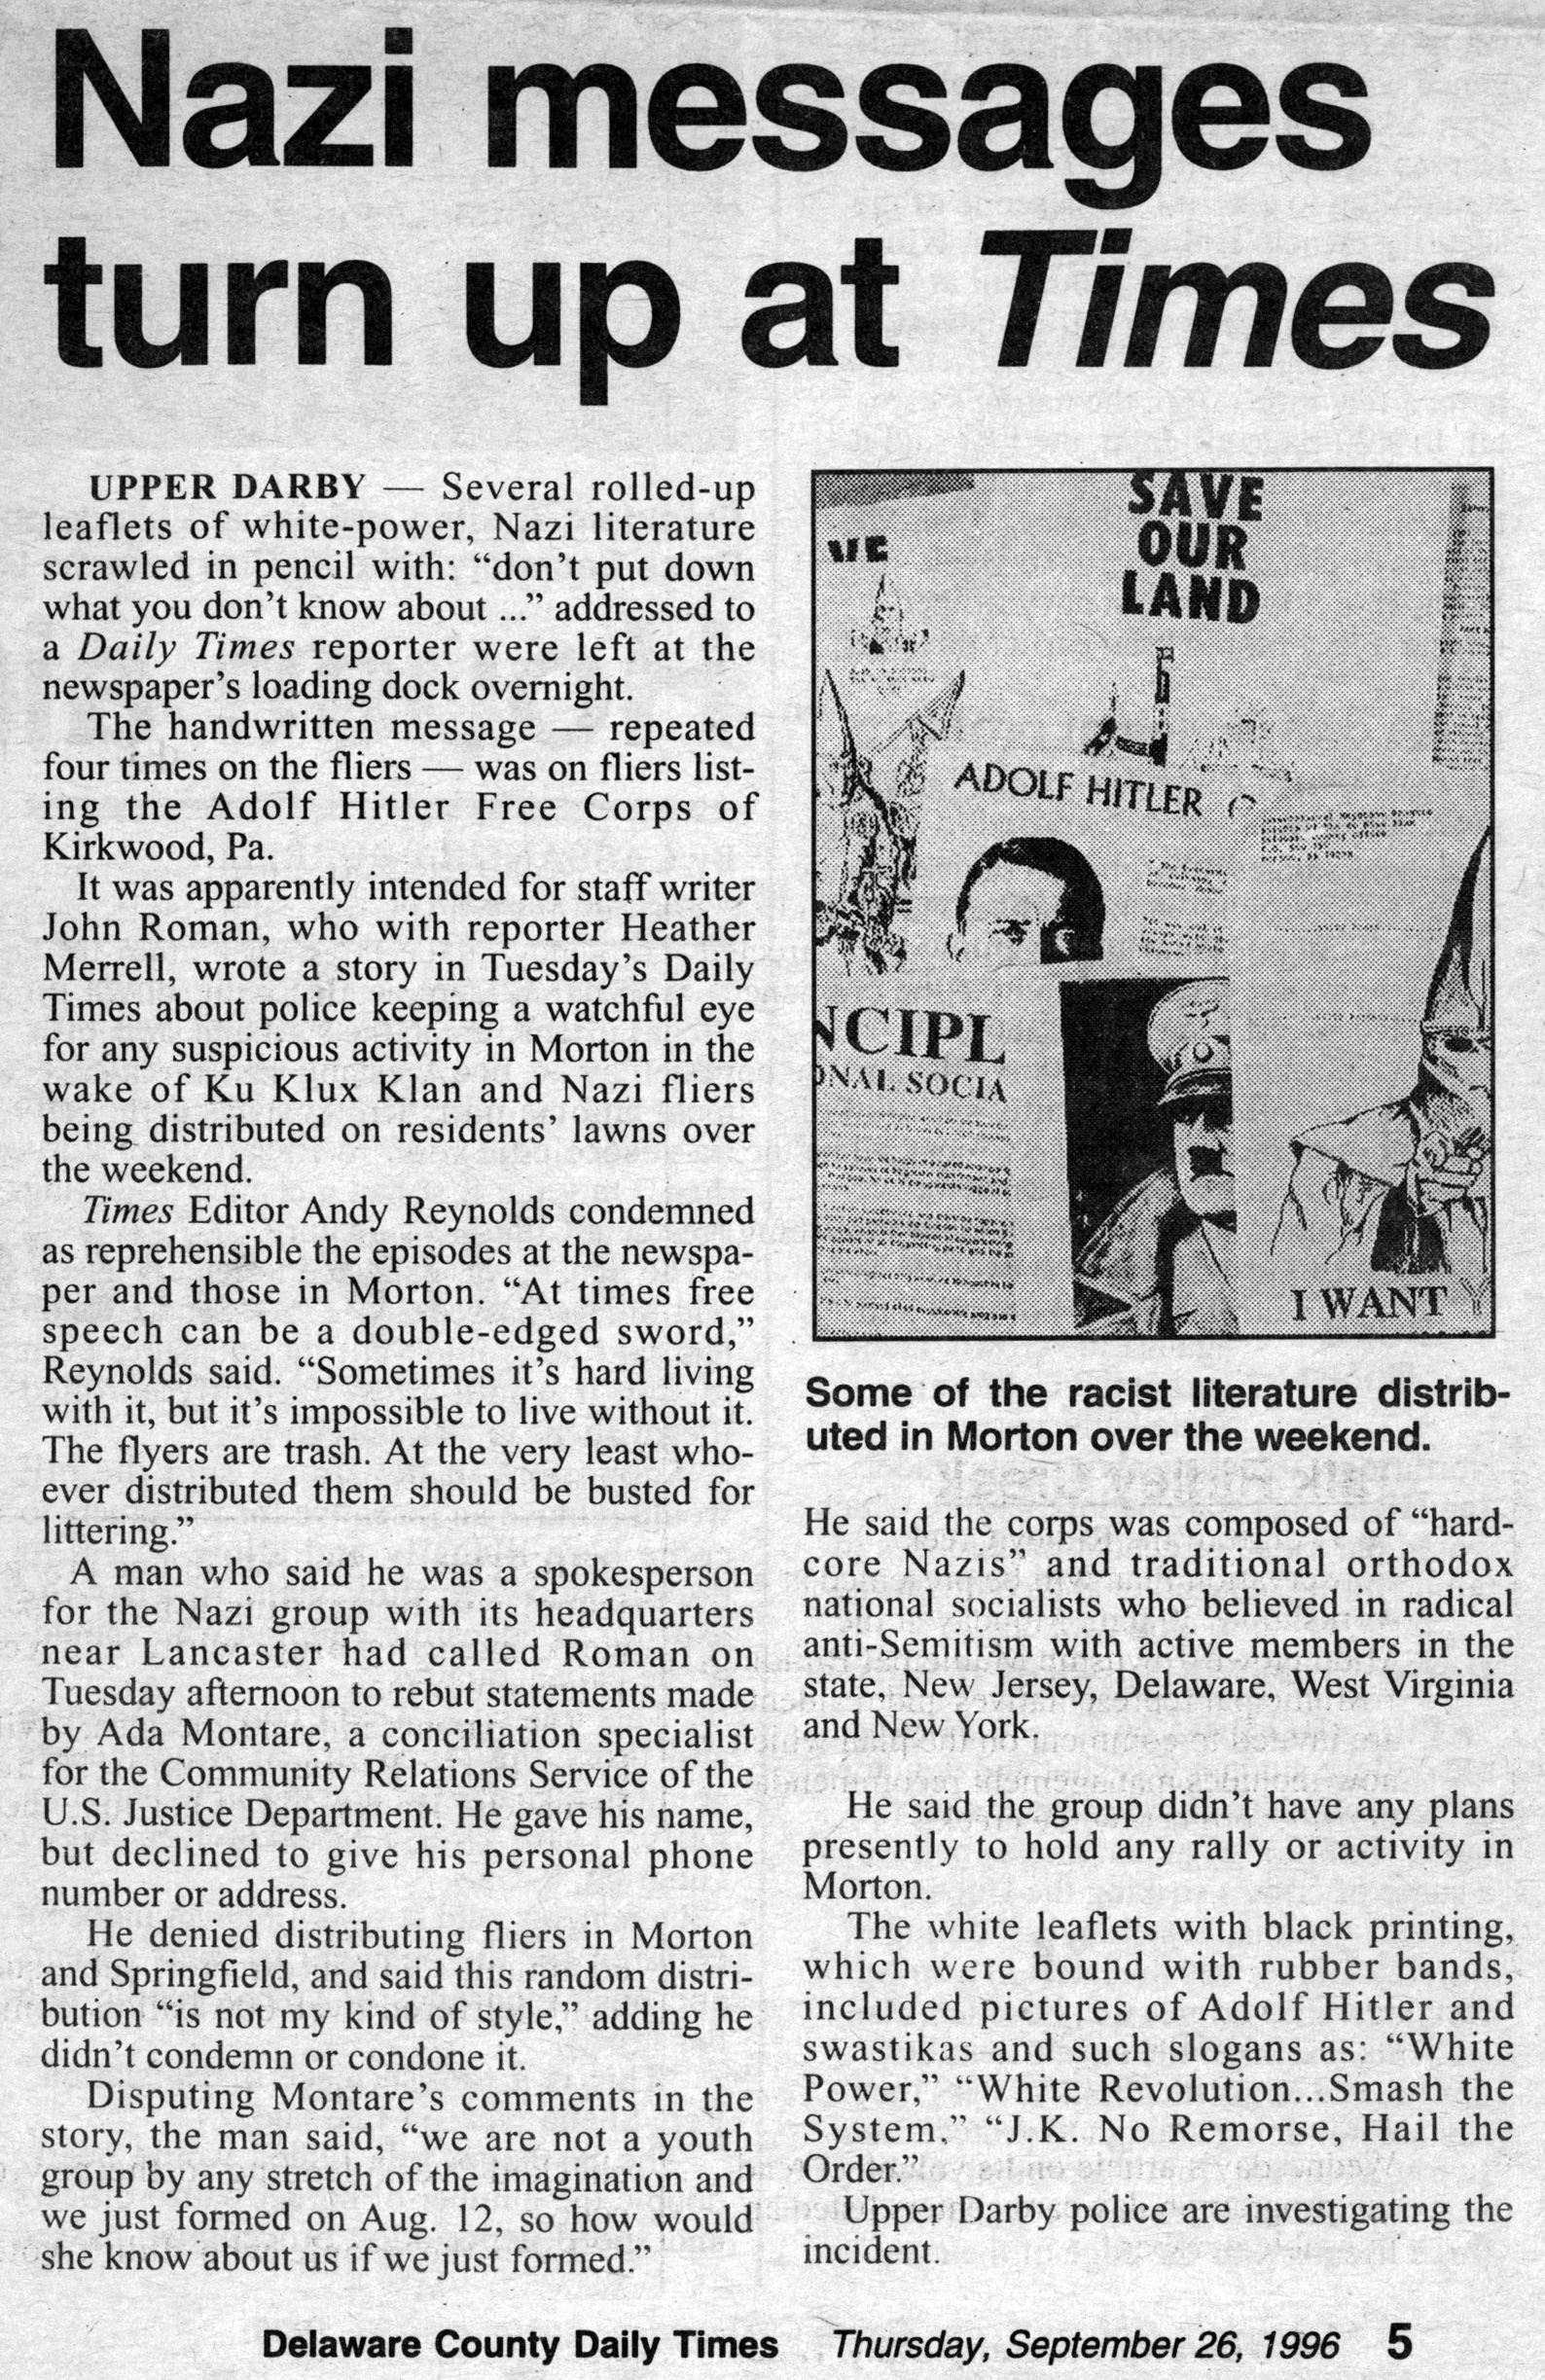 Nazi messages
turn up at Times
UPPER DARBY — Several rolled-up
leaflets of white-power, Nazi literature
scrawled in pencil with: “don’t put down
what you don’t know about ...” addressed to
a Daily Times reporter were left at the
newspaper’s loading dock overnight.
The handwritten message — repeated
four times on the fliers — was on fliers list-
ing the Adolf Hitler Free Corps of
Kirkwood, Pa.
It was apparently intended for staff writer
John Roman, who with reporter Heather
Merrell, wrote a story in Tuesday’s Daily
Times about police keeping a watchful eye
for any suspicious activity in Morton in the
wake of Ku Klux Klan and Nazi fliers
being distributed on residents’ lawns over
the weekend.
Times Editor Andy Reynolds condemned
as reprehensible the episodes at the newspa-
per and those in Morton. “At times free
speech can be a double-edged sword,”
Reynolds said. “Sometimes it’s hard living
with it, but it’s impossible to live without it.
The flyers are trash. At the very least who-
ever distributed them should be busted for
littering.”
A man who said he was a spokesperson
for the Nazi group with its headquarters
near Lancaster had called Roman on
Tuesday afternoon to rebut statements made
by Ada Montare, a conciliation specialist
for the Community Relations Service of the
U.S. Justice Department. He gave his name,
but declined to give his personal phone
number or address.
He denied distributing fliers in Morton
and Springfield, and said this random distri-
bution “is not my kind of style,” adding he
didn’t condemn or condone it.
Disputing Montare’s comments in the
story, the man said, “we are not a youth
group by any stretch of the imagination and
we just formed on Aug. 12, so how would
she know about us if we just formed.”
SAVE
OUR
LAND
ADOLF HITLER
NCIPL
ONAL SOCIA
I WANT
Some of the racist literature distrib-
uted in Morton over the weekend.
He said the corps was composed of “hard-
core Nazis” and traditional orthodox
national socialists who believed in radical
anti-Semitism with active members in the
state, New Jersey, Delaware, West Virginia
and New York.
He said the group didn’t have any plans
presently to hold any rally or activity in
Morton.
The white leaflets with black printing,
which were bound with rubber bands,
included pictures of Adolf Hitler and
swastikas and such slogans as: “White
Power,” “White Revolution...Smash the
System,” “J.K. No Remorse, Hail the
Order.”
Upper Darby police are investigating the
incident.
Delaware County Daily Times Thursday, September 26, 1996 5